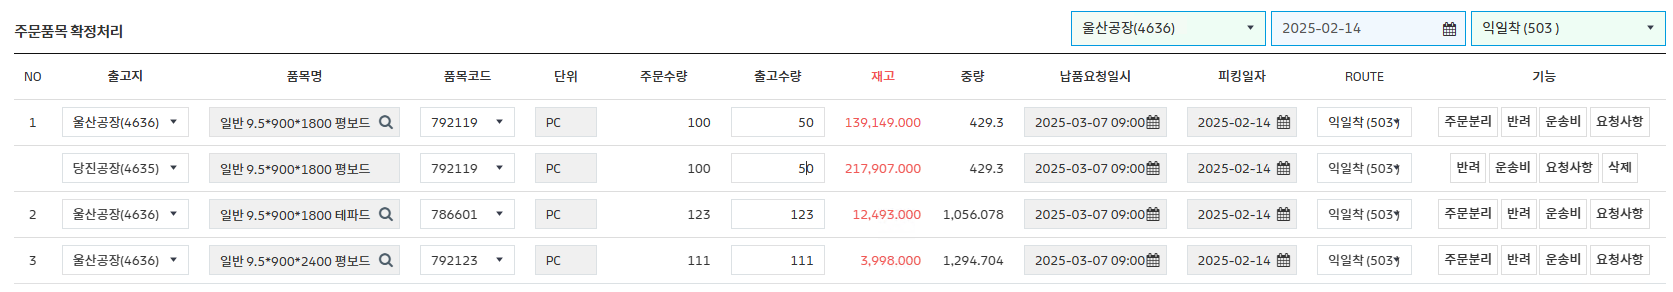 주문품목 확정처리 울산공장(4636) 2025-02-14 익일착 (503 )
NO 출고지 품목명 품목코드 단위 주문수량 출고수량 재고 중량 납품요청일시 피킹일자 ROUTE 기능
1 울산공장(4636) 일반 9.5*900*1800 평보드 792119 PC 100 50 139,149.000 429.3 2025-03-07 09:00 2025-02-14 익일착 (503 주문분리 반려 운송비 요청사항
당진공장(4635) 일반 9.5*900*1800 평보드 792119 PC 100 50 217,907.000 429.3 2025-03-07 09:00 2025-02-14 익일착 (503 반려 운송비 요청사항 삭제
2 울산공장(4636) 일반 9.5*900*1800 테파드 786601 PC 123 123 12,493.000 1,056.078 2025-03-07 09:00 2025-02-14 익일착 (503 주문분리 반려 운송비 요청사항
3 울산공장(4636) 일반 9.5*900*2400 평보드 792123 PC 111 111 3,998.000 1,294.704 2025-03-07 09:00 2025-02-14 익일착 (503 주문분리 반려 운송비 요청사항